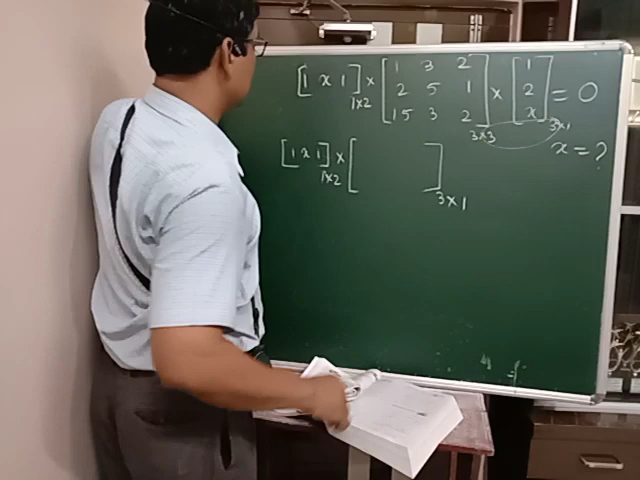 [1 x 1]₁ₓ₂ × [1 3 2; 2 5 1; 15 3 2]₃ₓ₃ × [1; 2; x]₃ₓ₁ = 0
x = ?
[1 x 1]₁ₓ₂ × [ ]₃ₓ₁